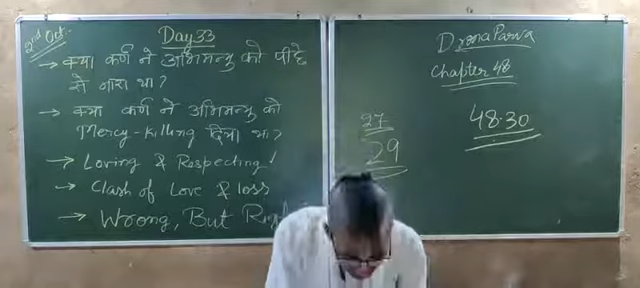 2nd Oct.
Day 33
→ क्या कर्ण ने अभिमन्यु को पीछे
से मारा था?
→ क्या कर्ण ने अभिमन्यु को
Mercy-Killing दिया था?
→ Loving & Respecting!
→ Clash of Love & loss
→ Wrong, But Righ
Drona Parva
Chapter 48
27
29
48.30